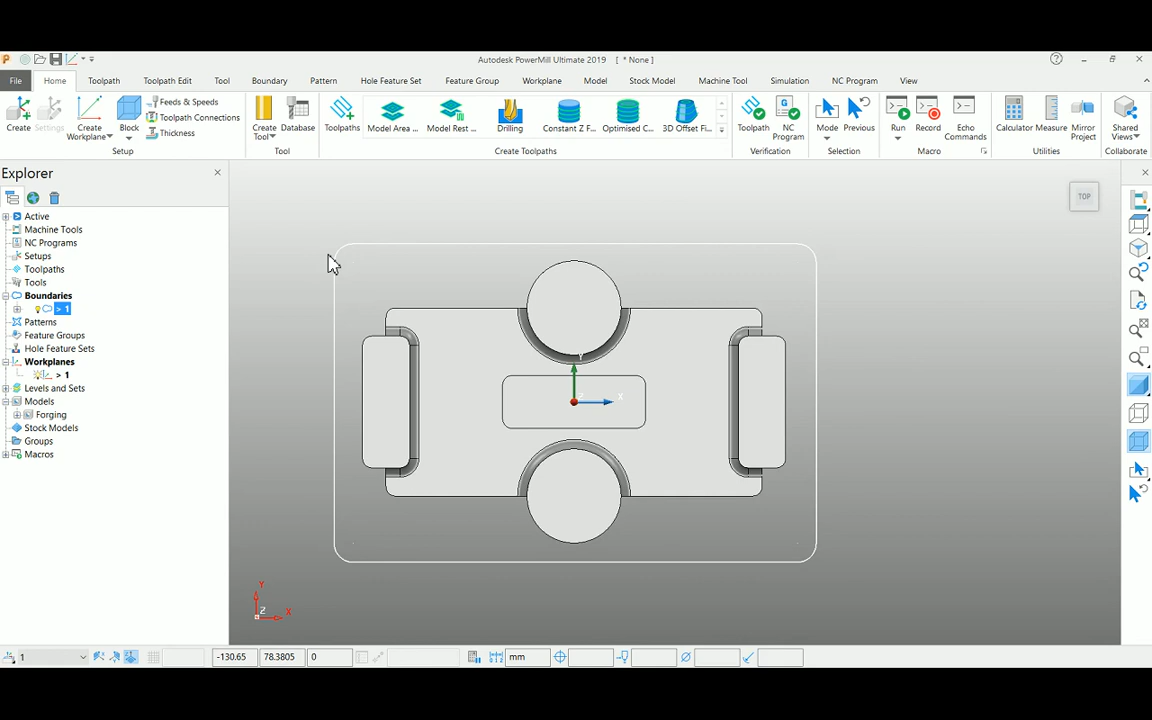 Autodesk PowerMill Ultimate 2019 [ * None ]
File Home Toolpath Toolpath Edit Tool Boundary Pattern Hole Feature Set Feature Group Workplane Model Stock Model Machine Tool Simulation NC Program View
Create
Settings
Create
Workplane
Block
Feeds & Speeds
Toolpath Connections
Thickness
Setup
Create
Tool
Database
Tool
Toolpaths
Model Area ...
Model Rest ...
Drilling
Constant Z F...
Optimised C...
3D Offset Fi...
Create Toolpaths
Toolpath
NC
Program
Verification
Mode
Previous
Selection
Run
Record
Echo
Commands
Macro
Calculator
Measure
Mirror
Project
Utilities
Shared
Views
Collaborate
Explorer
Active
Machine Tools
NC Programs
Setups
Toolpaths
Tools
Boundaries
> 1
Patterns
Feature Groups
Hole Feature Sets
Workplanes
> 1
Levels and Sets
Models
Forging
Stock Models
Groups
Macros
TOP
Y
X
Z
Y
Z
X
1
-130.65
78.3805
0
mm